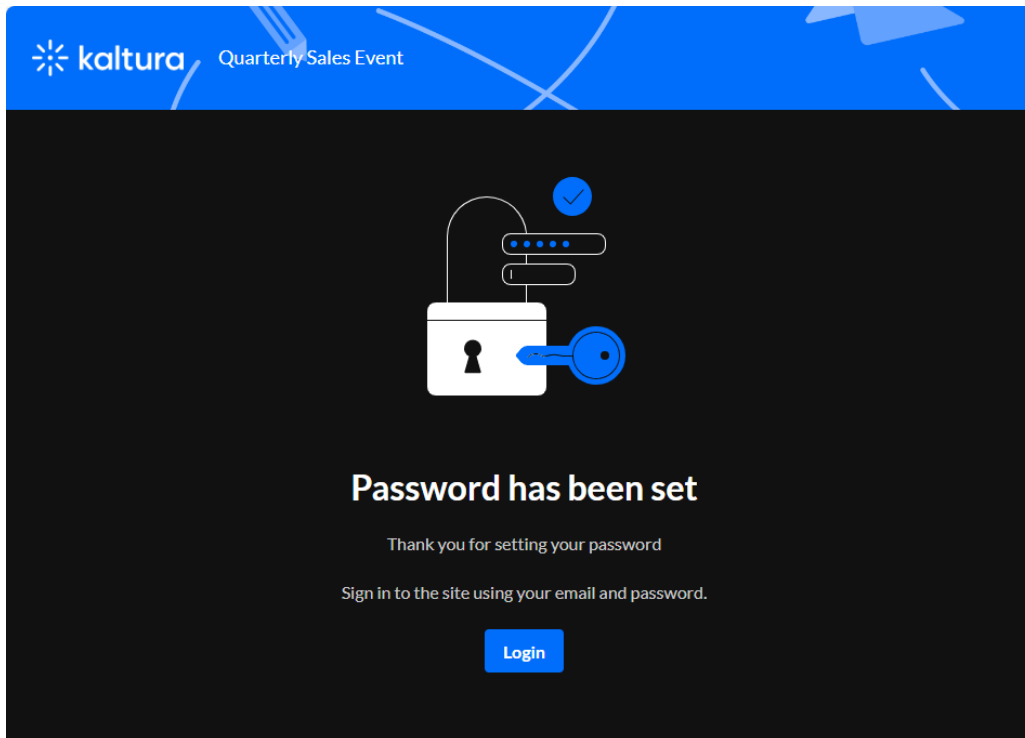 kaltura Quarterly Sales Event
Password has been set
Thank you for setting your password
Sign in to the site using your email and password.
Login